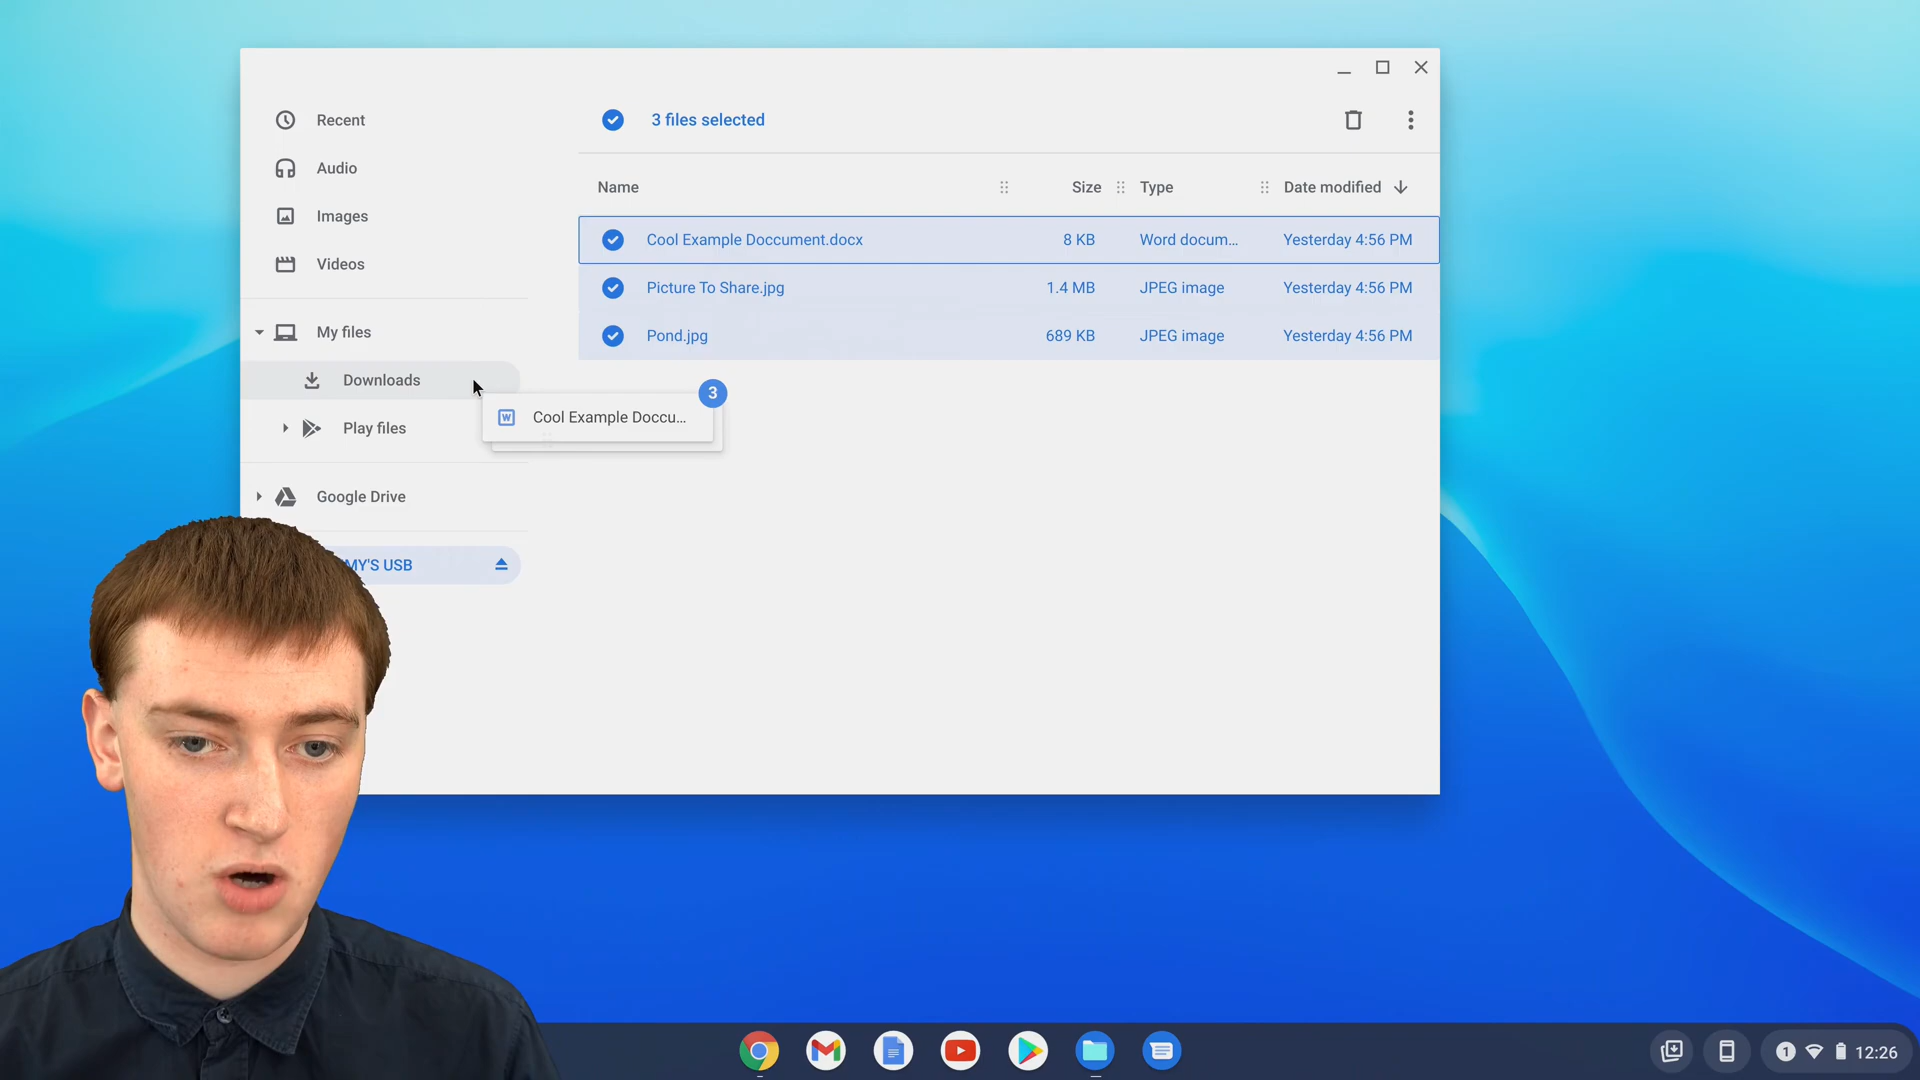 Recent
Audio
Images
Videos
My files
Downloads
Play files
Google Drive
MY'S USB
3 files selected
Name Size Type Date modified
Cool Example Doccument.docx 8 KB Word docum... Yesterday 4:56 PM
Picture To Share.jpg 1.4 MB JPEG image Yesterday 4:56 PM
Pond.jpg 689 KB JPEG image Yesterday 4:56 PM
3
W Cool Example Doccu...
1 12:26